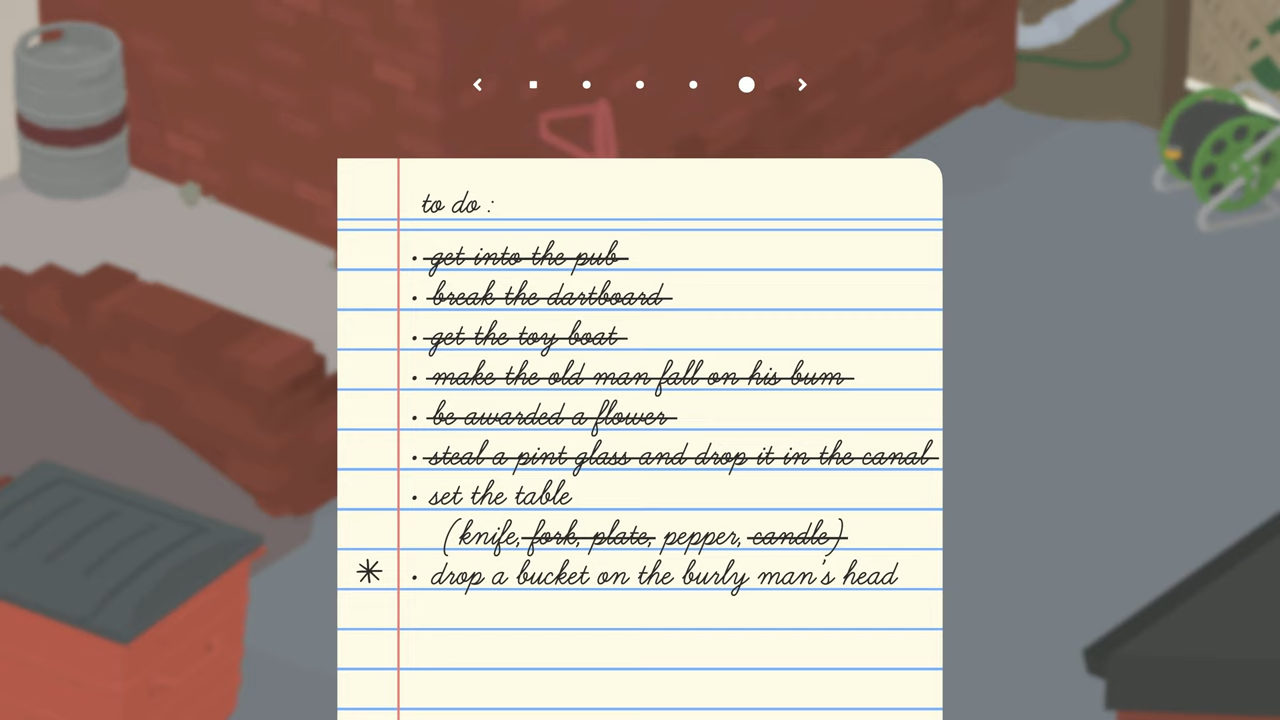 to do :
• get into the pub
• break the dartboard
• get the toy boat
• make the old man fall on his bum
• be awarded a flower
• steal a pint glass and drop it in the canal
• set the table
(knife, fork, plate, pepper, candle)
• drop a bucket on the burly man's head